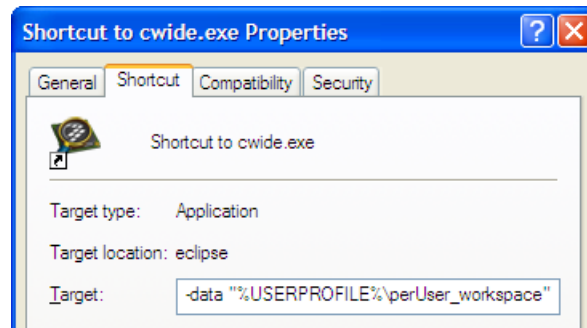 Shortcut to cwide.exe Properties
General Shortcut Compatibility Security
Shortcut to cwide.exe
Target type: Application
Target location: eclipse
Target: -data "%USERPROFILE%\perUser_workspace"